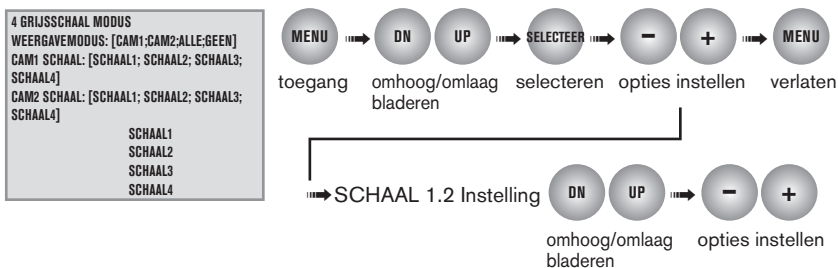 4 GRIJSSCHAAL MODUS
WEERGAVEMODUS: [CAM1;CAM2;ALLE;GEEN]
CAM1 SCHAAL: [SCHAAL1; SCHAAL2; SCHAAL3;
SCHAAL4]
CAM2 SCHAAL: [SCHAAL1; SCHAAL2; SCHAAL3;
SCHAAL4]
SCHAAL1
SCHAAL2
SCHAAL3
SCHAAL4
MENU DN UP SELECTEER − + MENU
toegang omhoog/omlaag selecteren opties instellen verlaten
bladeren
SCHAAL 1.2 Instelling DN UP − +
omhoog/omlaag opties instellen
bladeren